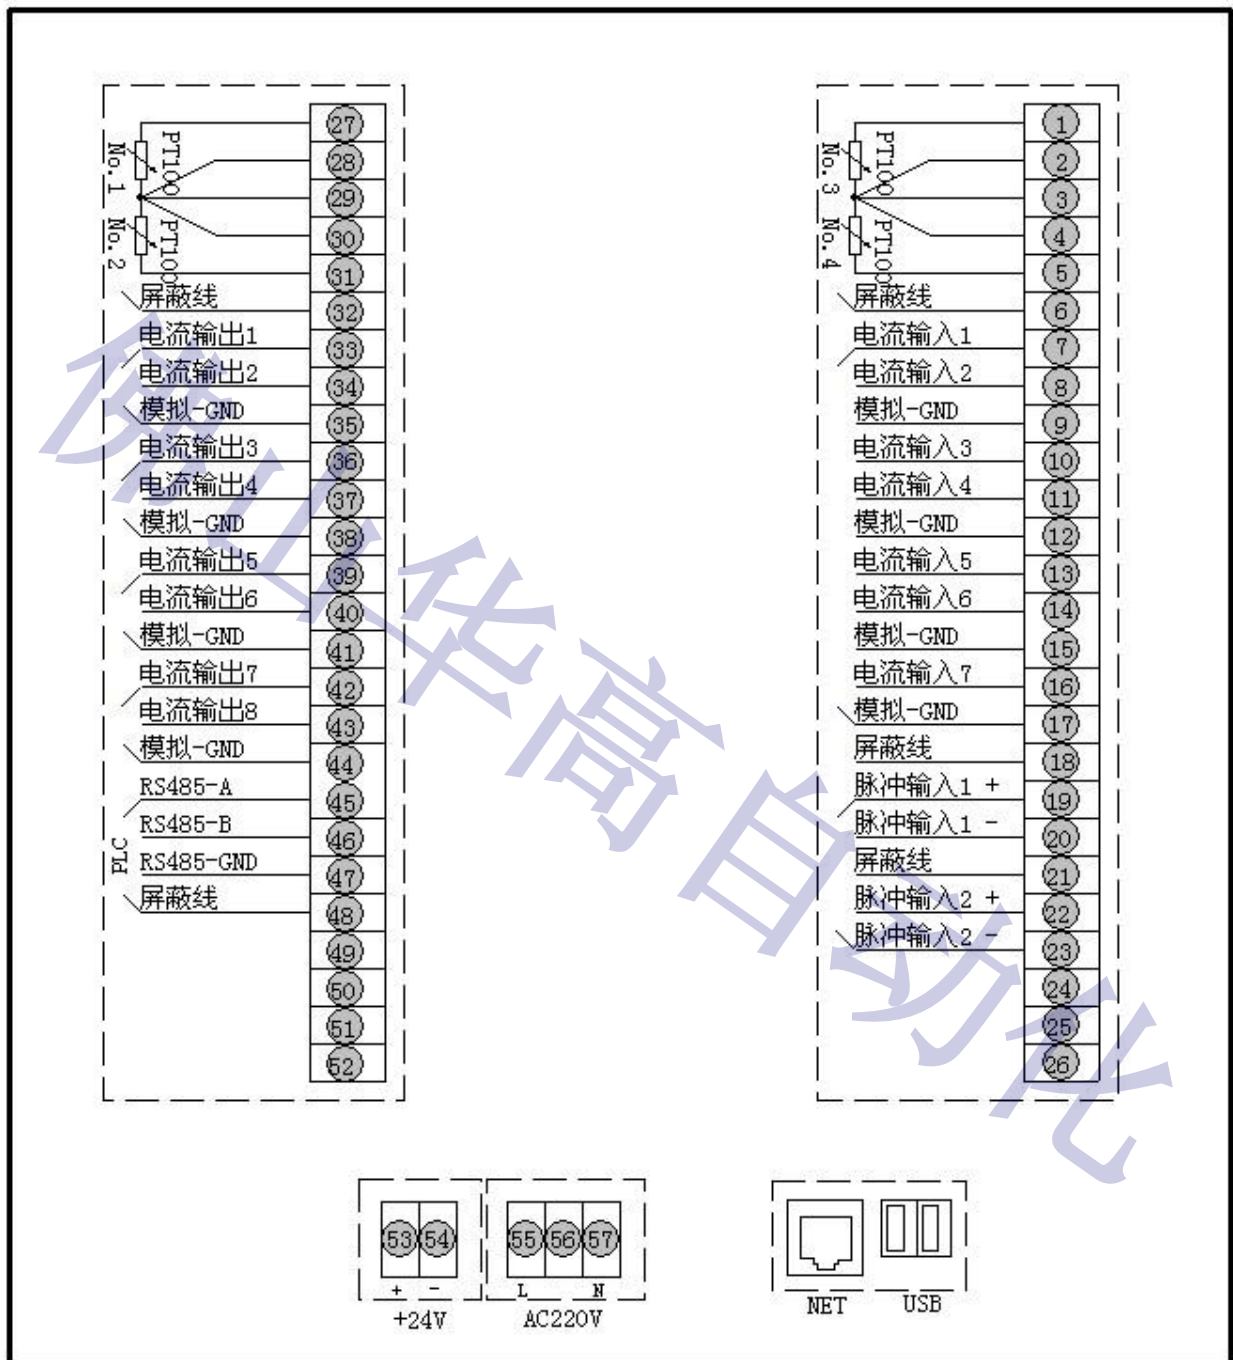 27
28
29
30
31
No.1
PT100
No.2
PT100
屏蔽线 32
电流输出1 33
电流输出2 34
模拟-GND 35
电流输出3 36
电流输出4 37
模拟-GND 38
电流输出5 39
电流输出6 40
模拟-GND 41
电流输出7 42
电流输出8 43
模拟-GND 44
RS485-A 45
RS485-B 46
RS485-GND 47
屏蔽线 48
PLC
49
50
51
52
1
2
3
4
5
No.3
PT100
No.4
PT100
屏蔽线 6
电流输入1 7
电流输入2 8
模拟-GND 9
电流输入3 10
电流输入4 11
模拟-GND 12
电流输入5 13
电流输入6 14
模拟-GND 15
电流输入7 16
模拟-GND 17
屏蔽线 18
脉冲输入1 + 19
脉冲输入1 - 20
屏蔽线 21
脉冲输入2 + 22
脉冲输入2 - 23
24
25
26
53 54
+ -
+24V
55 56 57
L N
AC220V
NET USB
佛山华高自动化